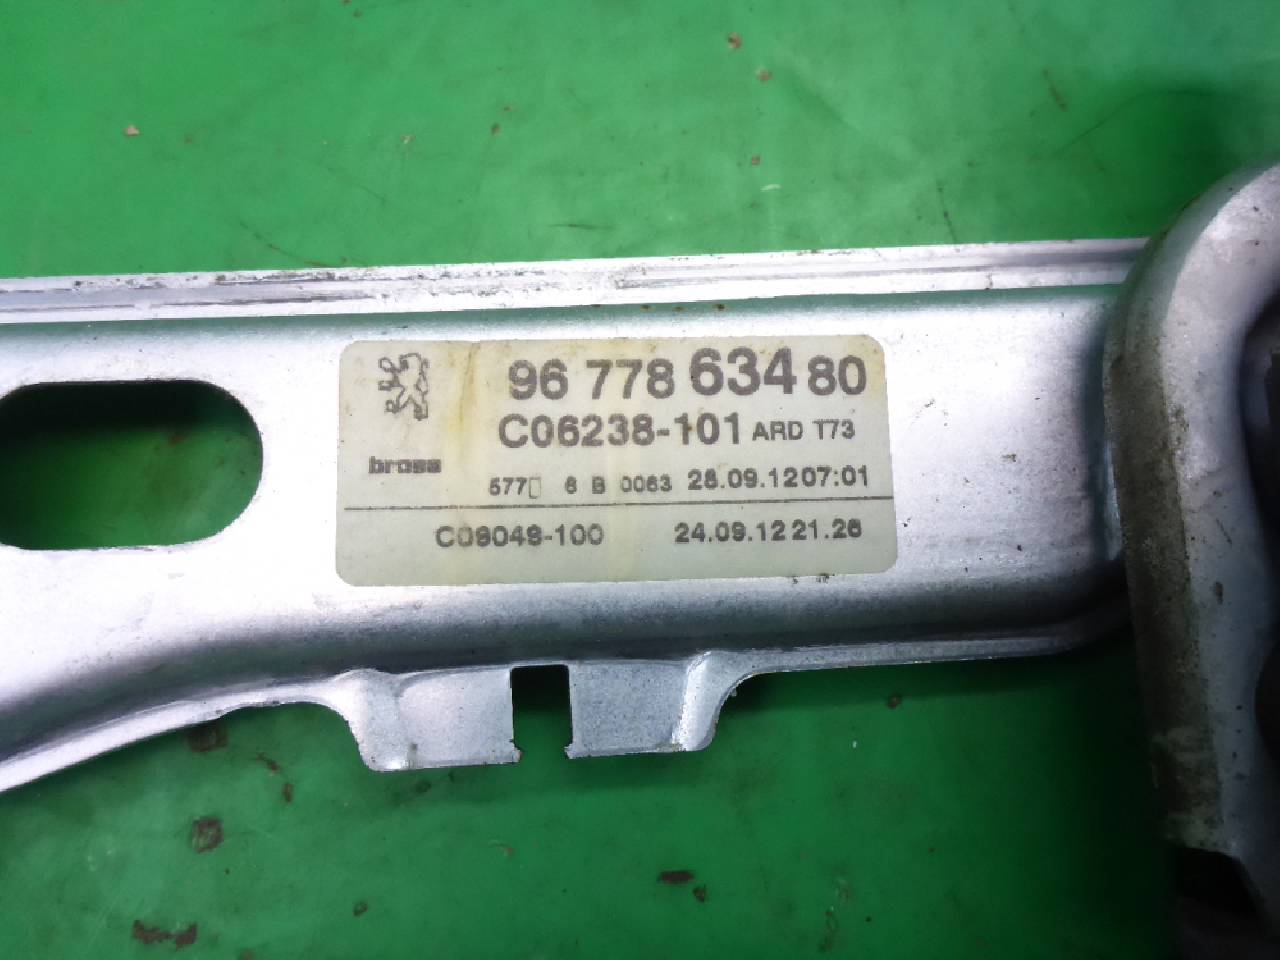 96 778 634 80
C06238-101 ARD T73
brose
577 6 B 0063 28.09.12 07:01
C09049-100 24.09.12 21.26